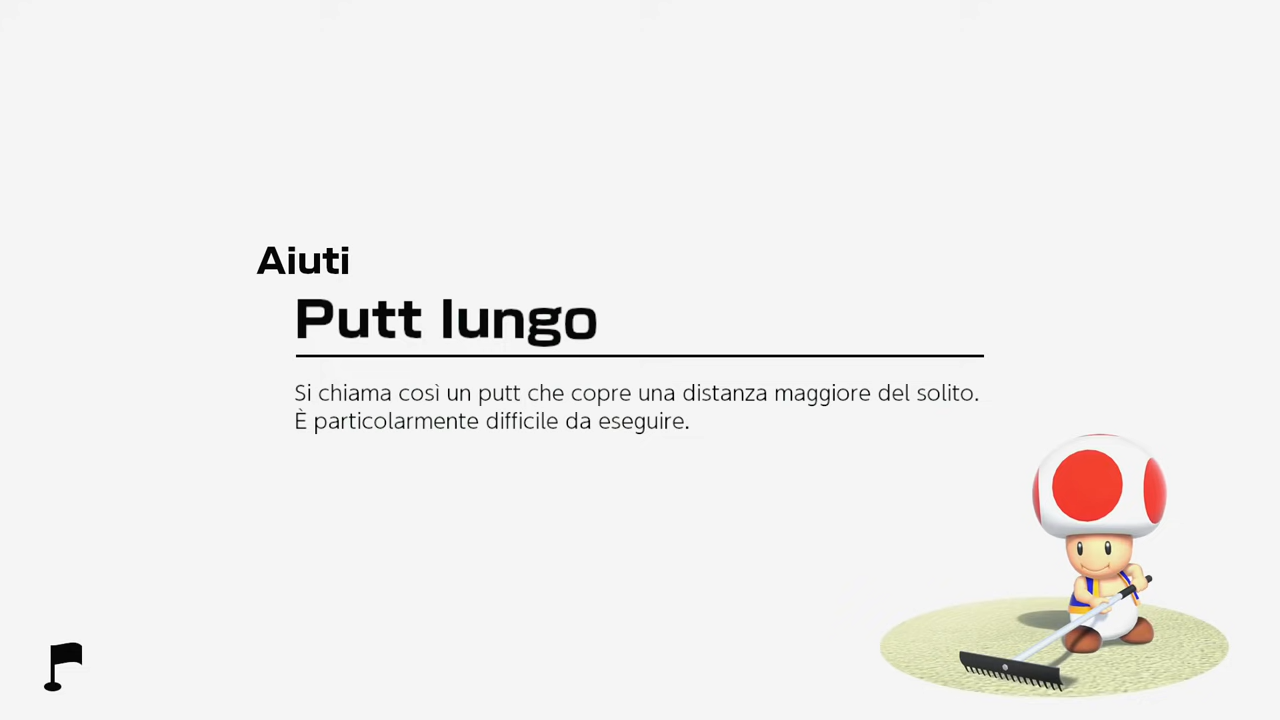 Aiuti
Putt lungo
Si chiama così un putt che copre una distanza maggiore del solito.
È particolarmente difficile da eseguire.